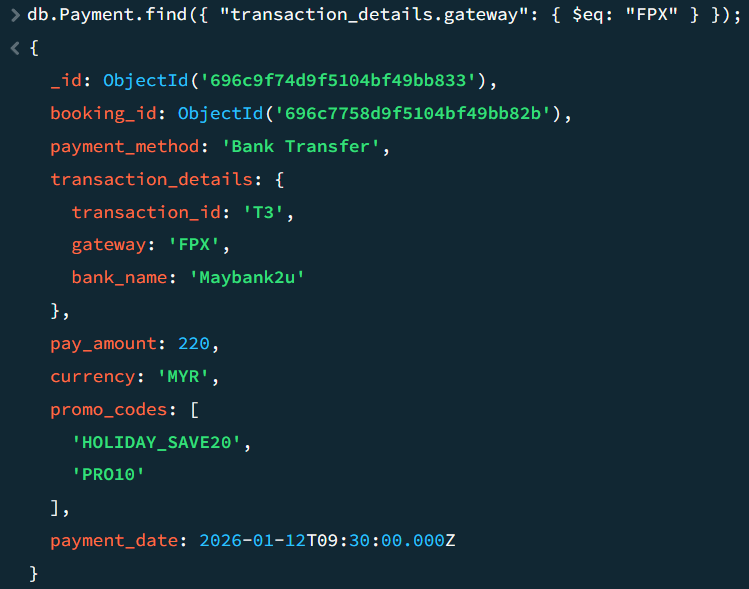 > db.Payment.find({ "transaction_details.gateway": { $eq: "FPX" } });
< {
_id: ObjectId('696c9f74d9f5104bf49bb833'),
booking_id: ObjectId('696c7758d9f5104bf49bb82b'),
payment_method: 'Bank Transfer',
transaction_details: {
transaction_id: 'T3',
gateway: 'FPX',
bank_name: 'Maybank2u'
},
pay_amount: 220,
currency: 'MYR',
promo_codes: [
'HOLIDAY_SAVE20',
'PRO10'
],
payment_date: 2026-01-12T09:30:00.000Z
}